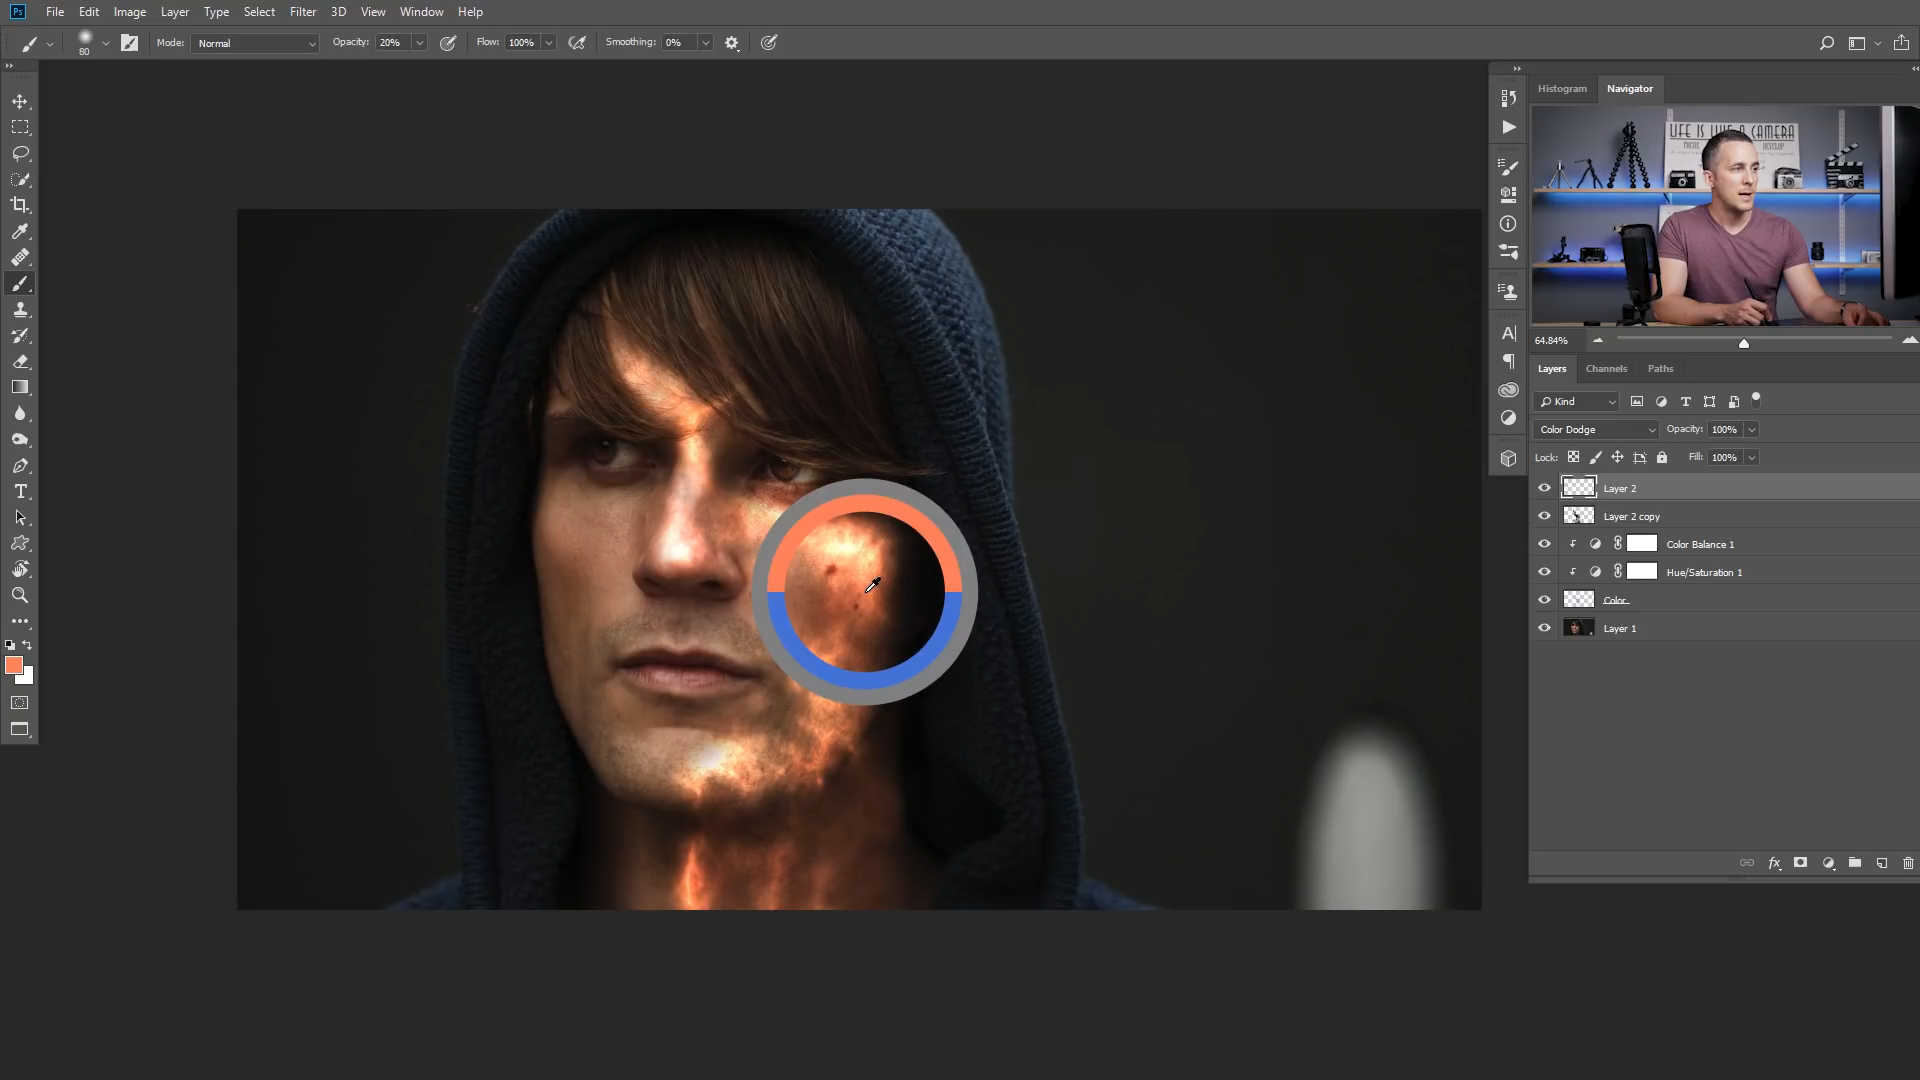 Ps File Edit Image Layer Type Select Filter 3D View Window Help
80 Mode: Normal Opacity: 20% Flow: 100% Smoothing: 0%
Histogram Navigator
LIFE IS LIKE A CAMERA
64.84%
Layers Channels Paths
Kind
Color Dodge Opacity: 100%
Lock: Fill: 100%
Layer 2
Layer 2 copy
Color Balance 1
Hue/Saturation 1
Color
Layer 1